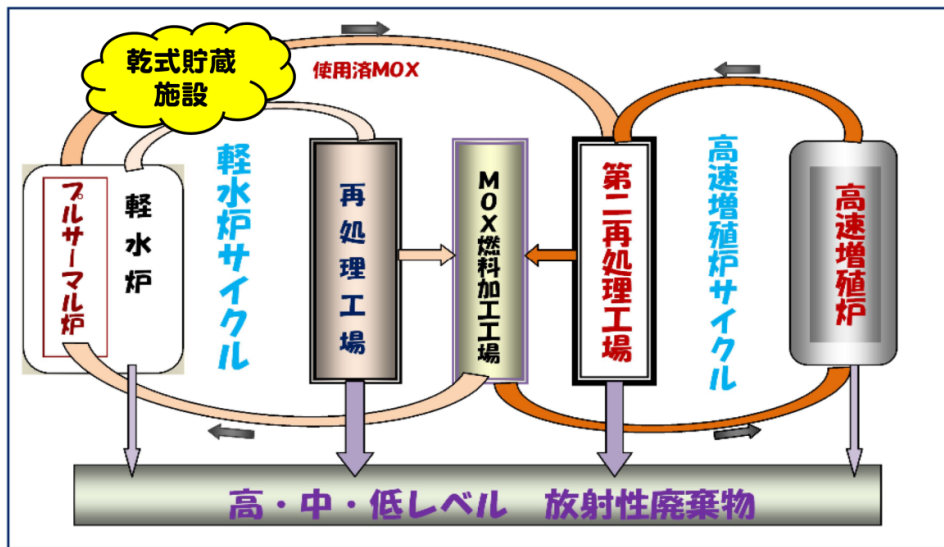 乾式貯蔵
施設
使用済MOX
プルサーマル炉
軽水炉
軽水炉サイクル
再処理工場
MOX燃料加工工場
第二再処理工場
高速増殖炉サイクル
高速増殖炉
高・中・低レベル 放射性廃棄物